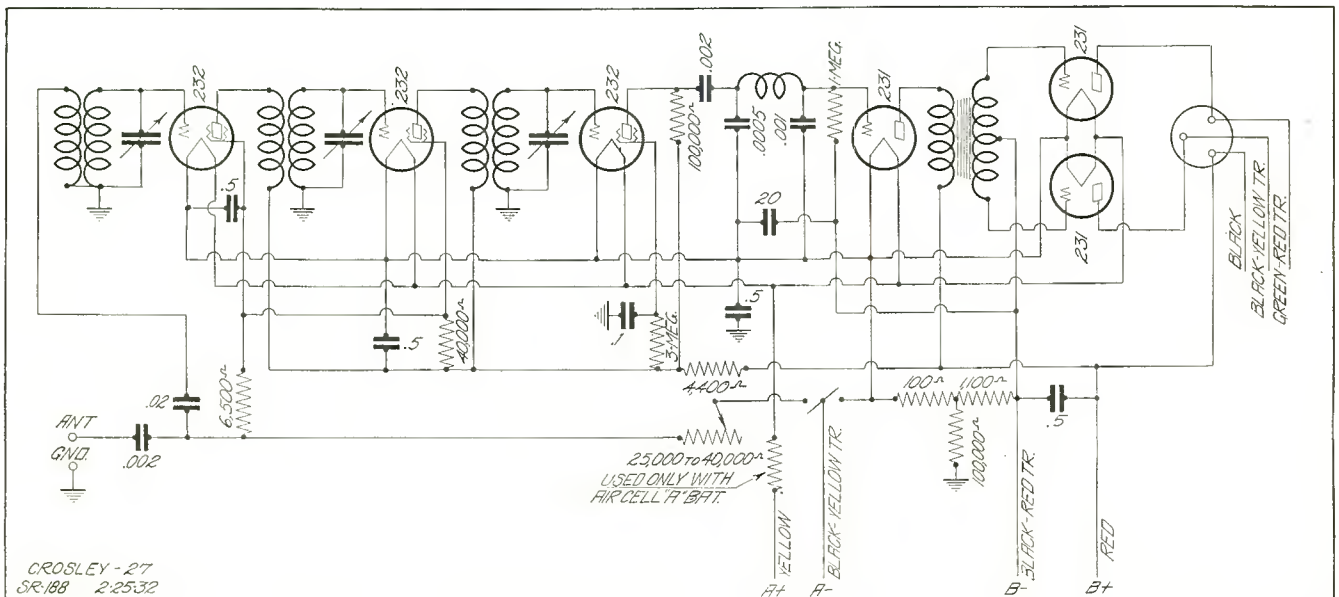 232
232
232
.002
1 MEG.
231
231
231
100,000Ω
.0005
.001
20
.5
.5
.5
.1
40,000Ω
3-MEG.
4,400Ω
6,500Ω
.02
ANT
GND.
.002
25,000 TO 40,000Ω
USED ONLY WITH
AIR CELL "A" BAT.
100Ω
1,100Ω
100,000Ω
.5
BLACK
BLACK-YELLOW TR.
GREEN-RED TR.
YELLOW
BLACK-YELLOW TR.
BLACK-RED TR.
RED
A+
A-
B-
B+
CROSLEY - 27
SR-188 2-25-32